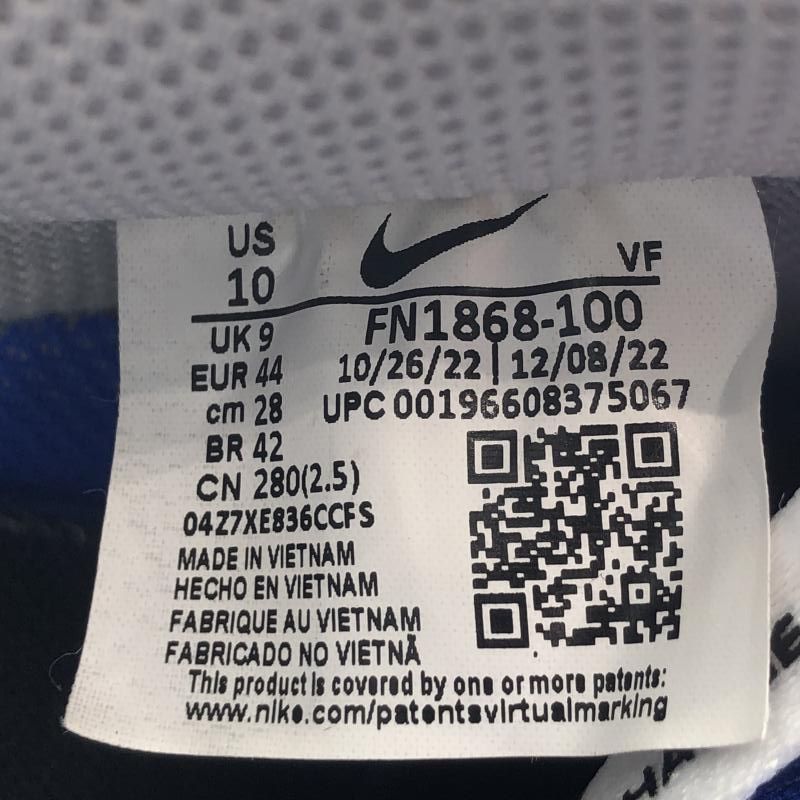 US
10
VF
UK 9
FN1868-100
EUR 44
10/26/22 | 12/08/22
cm 28
UPC 00196608375067
BR 42
CN 280(2.5)
04Z7XE836CCFS
MADE IN VIETNAM
HECHO EN VIETNAM
FABRIQUE AU VIETNAM
FABRICADO NO VIETNÃ
This product is covered by one or more patents:
www.nike.com/patentsvirtualmarking